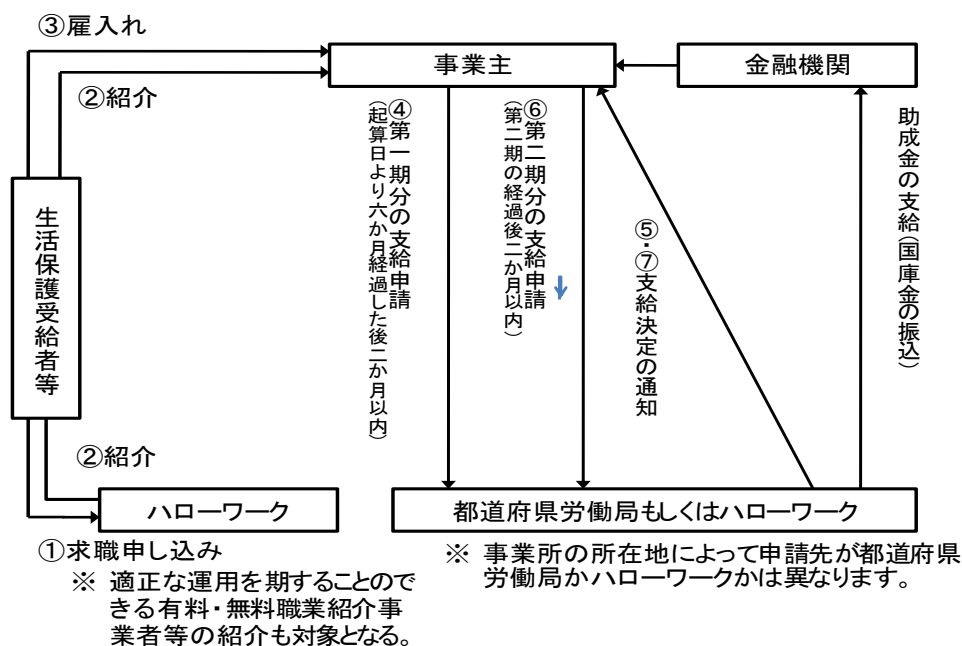 ③雇入れ
事業主
金融機関
②紹介
④第一期分の支給申請
(起算日より六か月経過した後二か月以内)
⑥第二期分の支給申請
(第二期の経過後二か月以内)
⑤・⑦支給決定の通知
助成金の支給(国庫金の振込)
生活保護受給者等
②紹介
ハローワーク
都道府県労働局もしくはハローワーク
①求職申し込み
※ 適正な運用を期することので
きる有料・無料職業紹介事
業者等の紹介も対象となる。
※ 事業所の所在地によって申請先が都道府県
労働局かハローワークかは異なります。